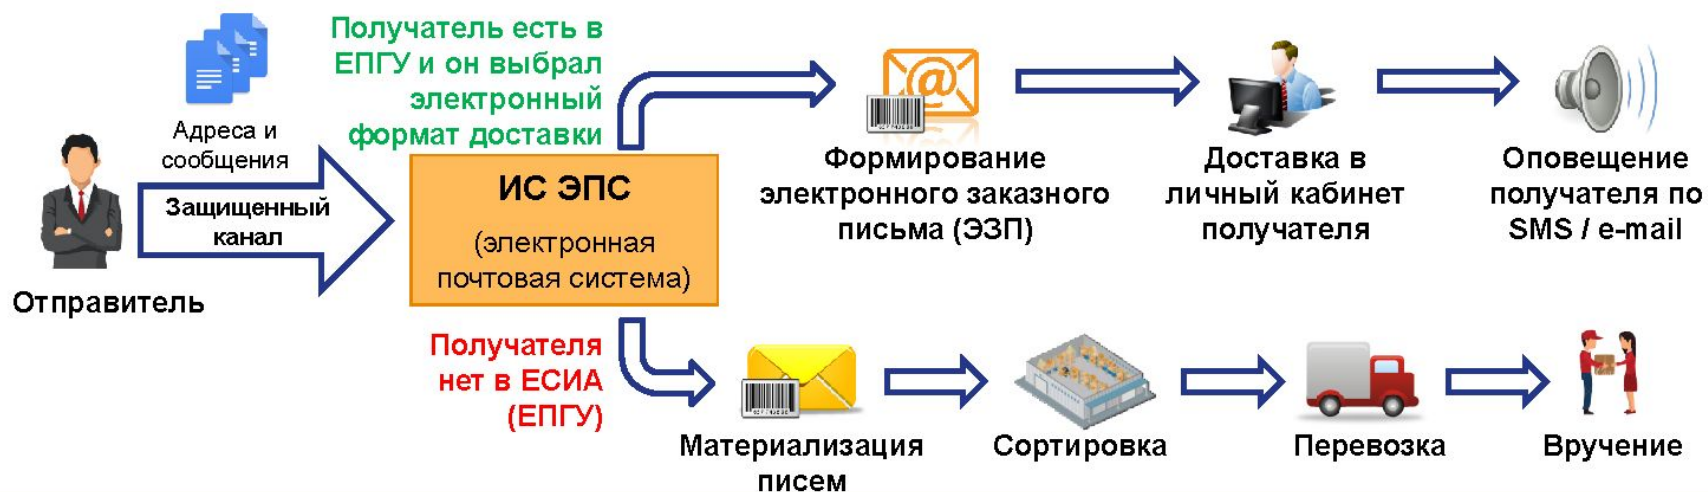 Получатель есть в
ЕПГУ и он выбрал
электронный
формат доставки
Адреса и
сообщения
Защищенный
канал
Отправитель
ИС ЭПС
(электронная
почтовая система)
Формирование
электронного заказного
письма (ЭЗП)
Доставка в
личный кабинет
получателя
Оповещение
получателя по
SMS / e-mail
Получателя
нет в ЕСИА
(ЕПГУ)
Материализация
писем
Сортировка
Перевозка
Вручение